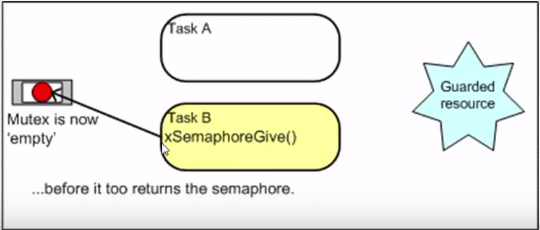 Task A
Guarded
resource
Mutex is now
'empty'
Task B
xSemaphoreGive()
...before it too returns the semaphore.